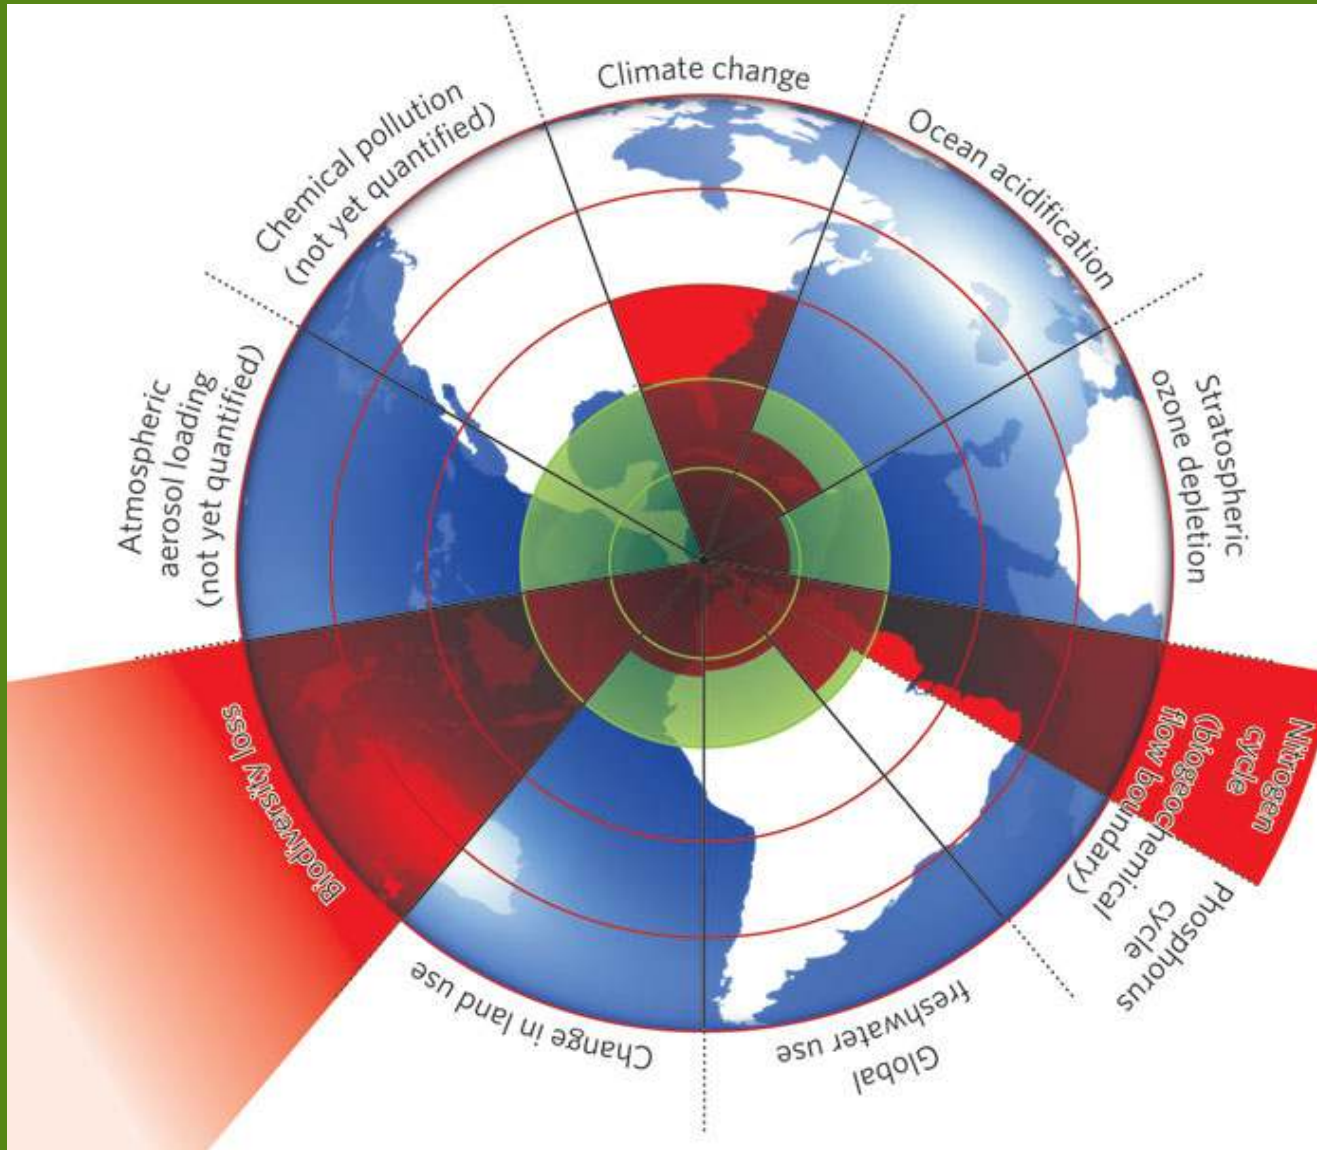 Climate change
Ocean acidification
Stratospheric
ozone depletion
Nitrogen
cycle
(biogeochemical
flow boundary)
Phosphorus
cycle
Global
freshwater use
Change in land use
Biodiversity loss
Atmospheric
aerosol loading
(not yet quantified)
Chemical pollution
(not yet quantified)